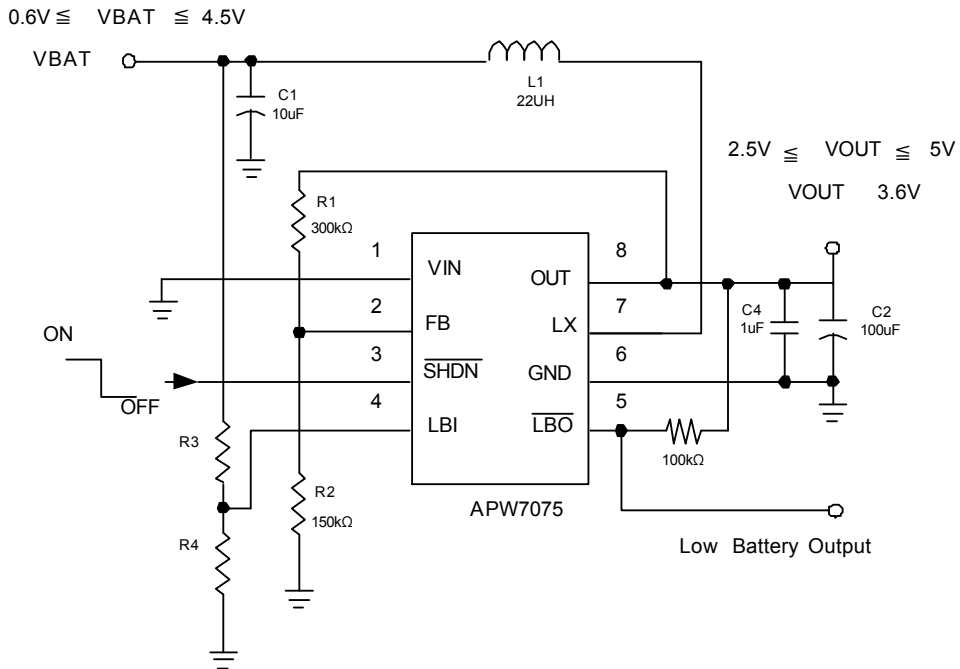 0.6V ≦ VBAT ≦ 4.5V
VBAT
L1
22UH
C1
10uF
2.5V ≦ VOUT ≦ 5V
VOUT 3.6V
R1
300kΩ
1
VIN
8
OUT
2
FB
7
LX
C4
1uF
C2
100uF
ON
OFF
3
SHDN
6
GND
4
LBI
5
LBO
R3
100kΩ
R2
150kΩ
APW7075
R4
Low Battery Output